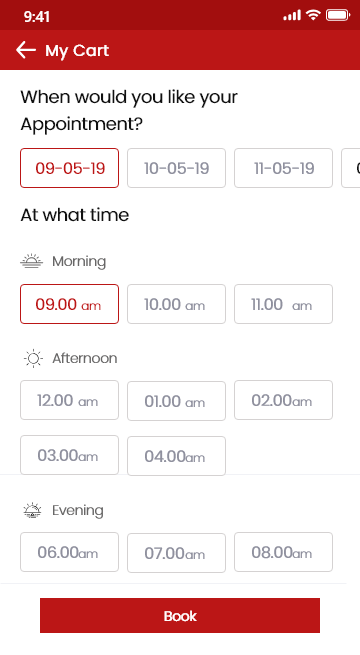 9:41
My Cart
When would you like your
Appointment?
09-05-19 10-05-19 11-05-19 0
At what time
Morning
09.00 am 10.00 am 11.00 am
Afternoon
12.00 am 01.00 am 02.00am
03.00am 04.00am
Evening
06.00am 07.00am 08.00am
Book